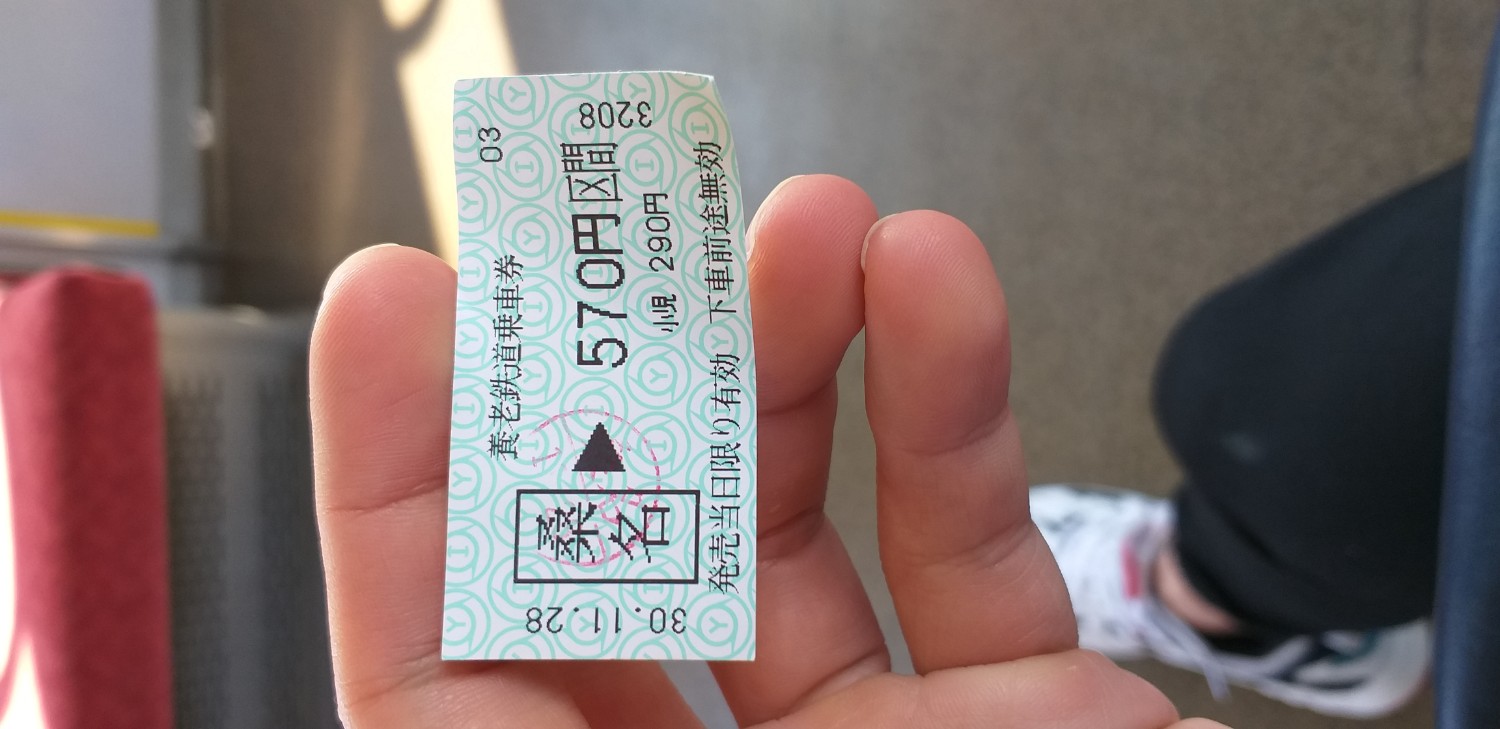 養老鉄道乗車券 03
桑名 ▶ 570円区間
小児 290円
発売当日限り有効 下車前途無効
30.11.28
3208